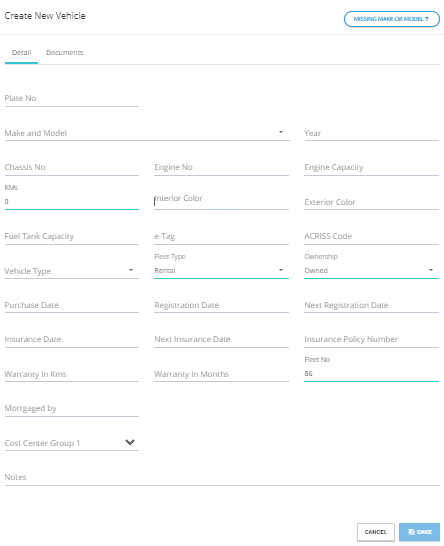 Create New Vehicle
MISSING MAKE OR MODEL ?
Detail Documents
Plate No
Make and Model Year
Chassis No Engine No Engine Capacity
KMs
0 Interior Color Exterior Color
Fuel Tank Capacity e-Tag ACRISS Code
Fleet Type Ownership
Vehicle Type Rental Owned
Purchase Date Registration Date Next Registration Date
Insurance Date Next Insurance Date Insurance Policy Number
Fleet No
Warranty In Kms Warranty In Months 86
Mortgaged by
Cost Center Group 1
Notes
CANCEL SAVE